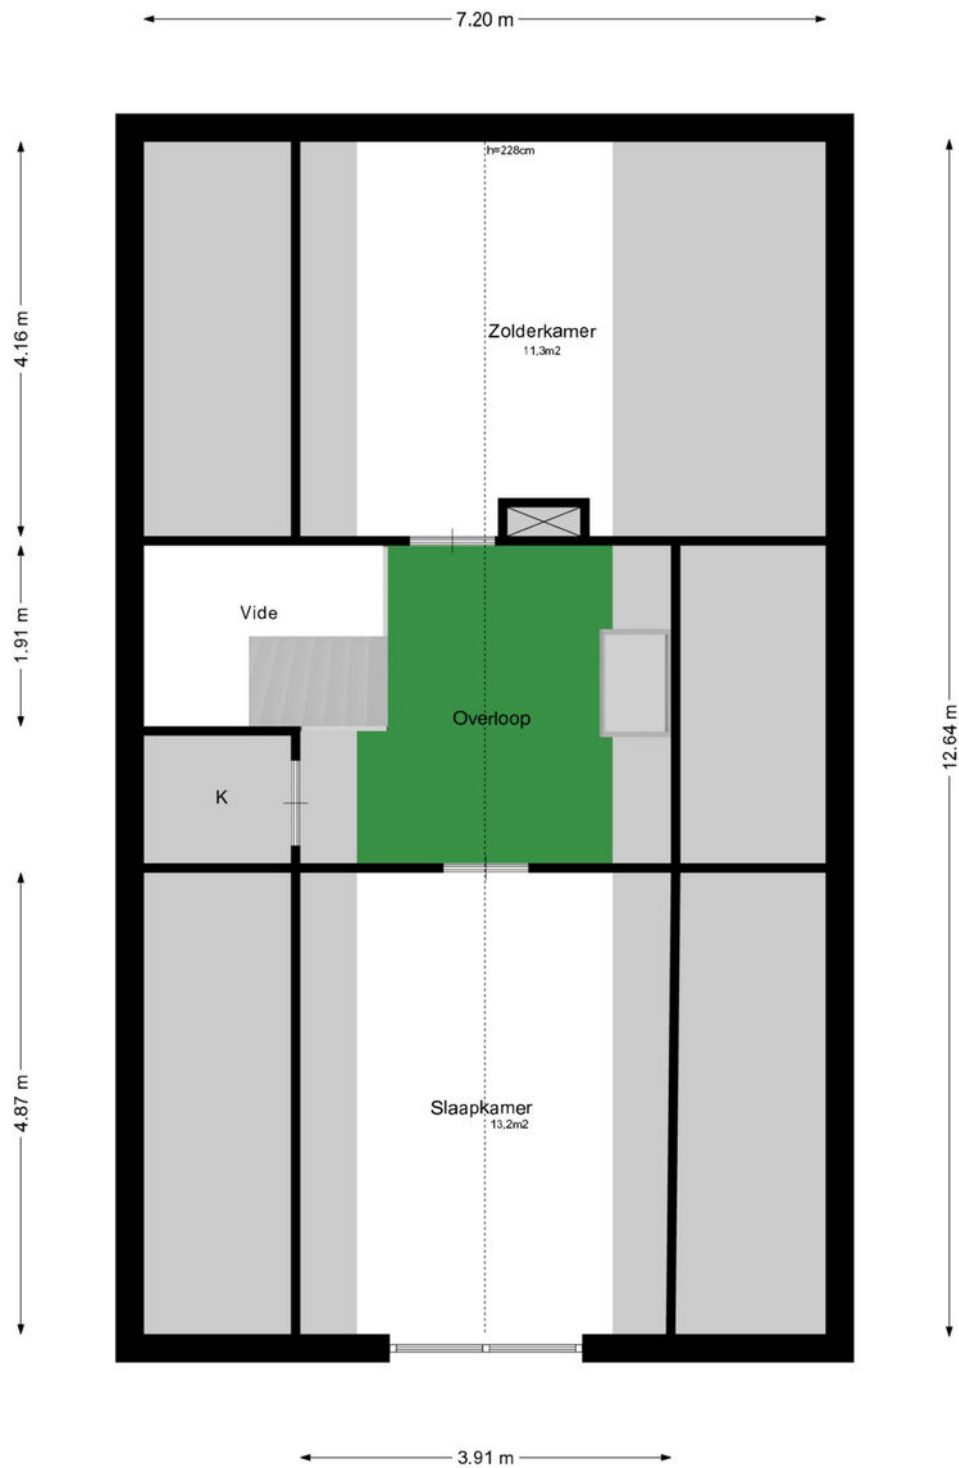 7.20 m
h=228cm
4.16 m
Zolderkamer
11,3m2
1.91 m
Vide
Overloop
12.64 m
K
4.87 m
Slaapkamer
13,2m2
3.91 m